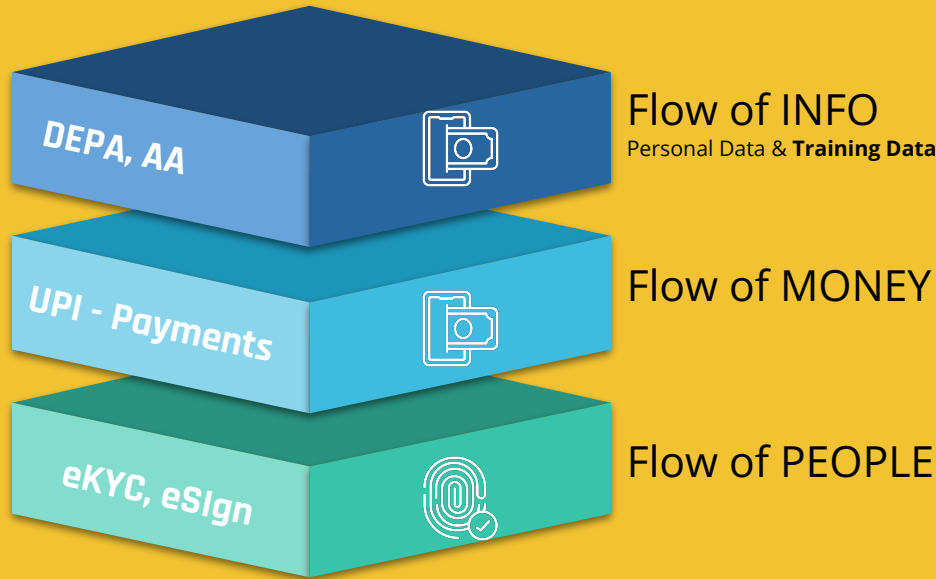 DEPA, AA
Flow of INFO
Personal Data & Training Data
UPI - Payments
Flow of MONEY
eKYC, eSIgn
Flow of PEOPLE